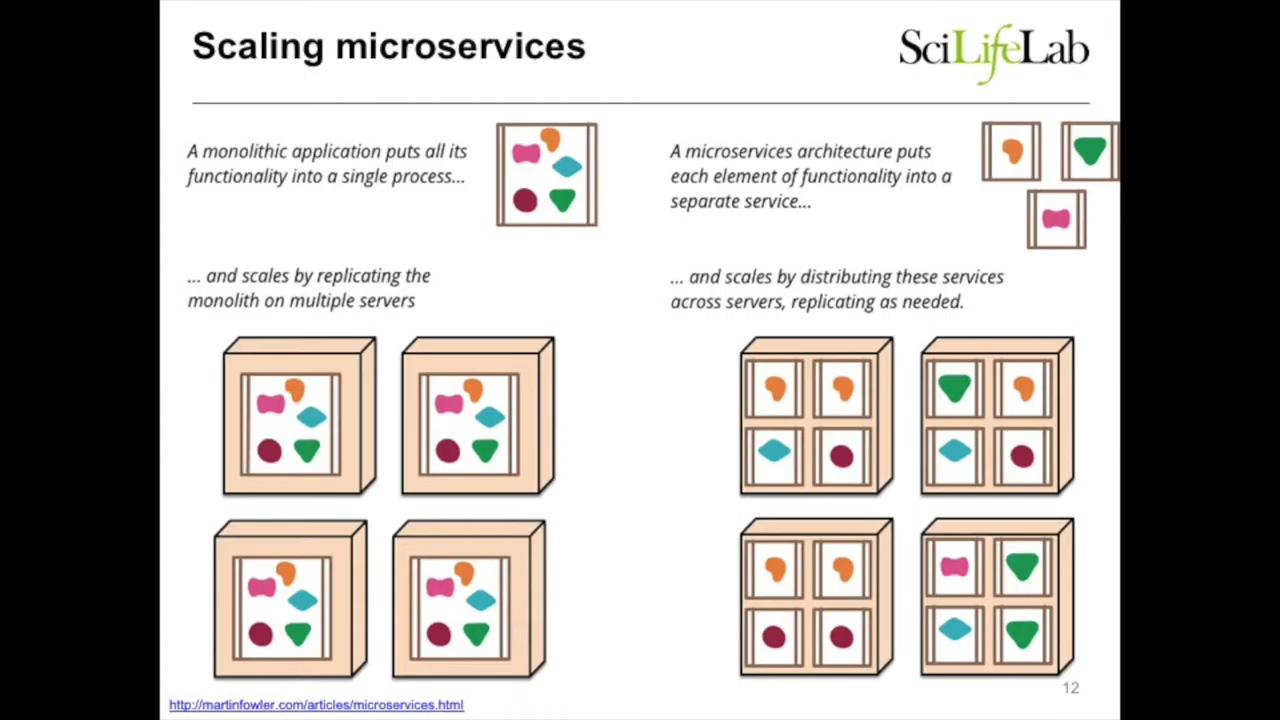 Scaling microservices
SciLifeLab
A monolithic application puts all its
functionality into a single process...
A microservices architecture puts
each element of functionality into a
separate service...
... and scales by replicating the
monolith on multiple servers
... and scales by distributing these services
across servers, replicating as needed.
12
http://martinfowler.com/articles/microservices.html